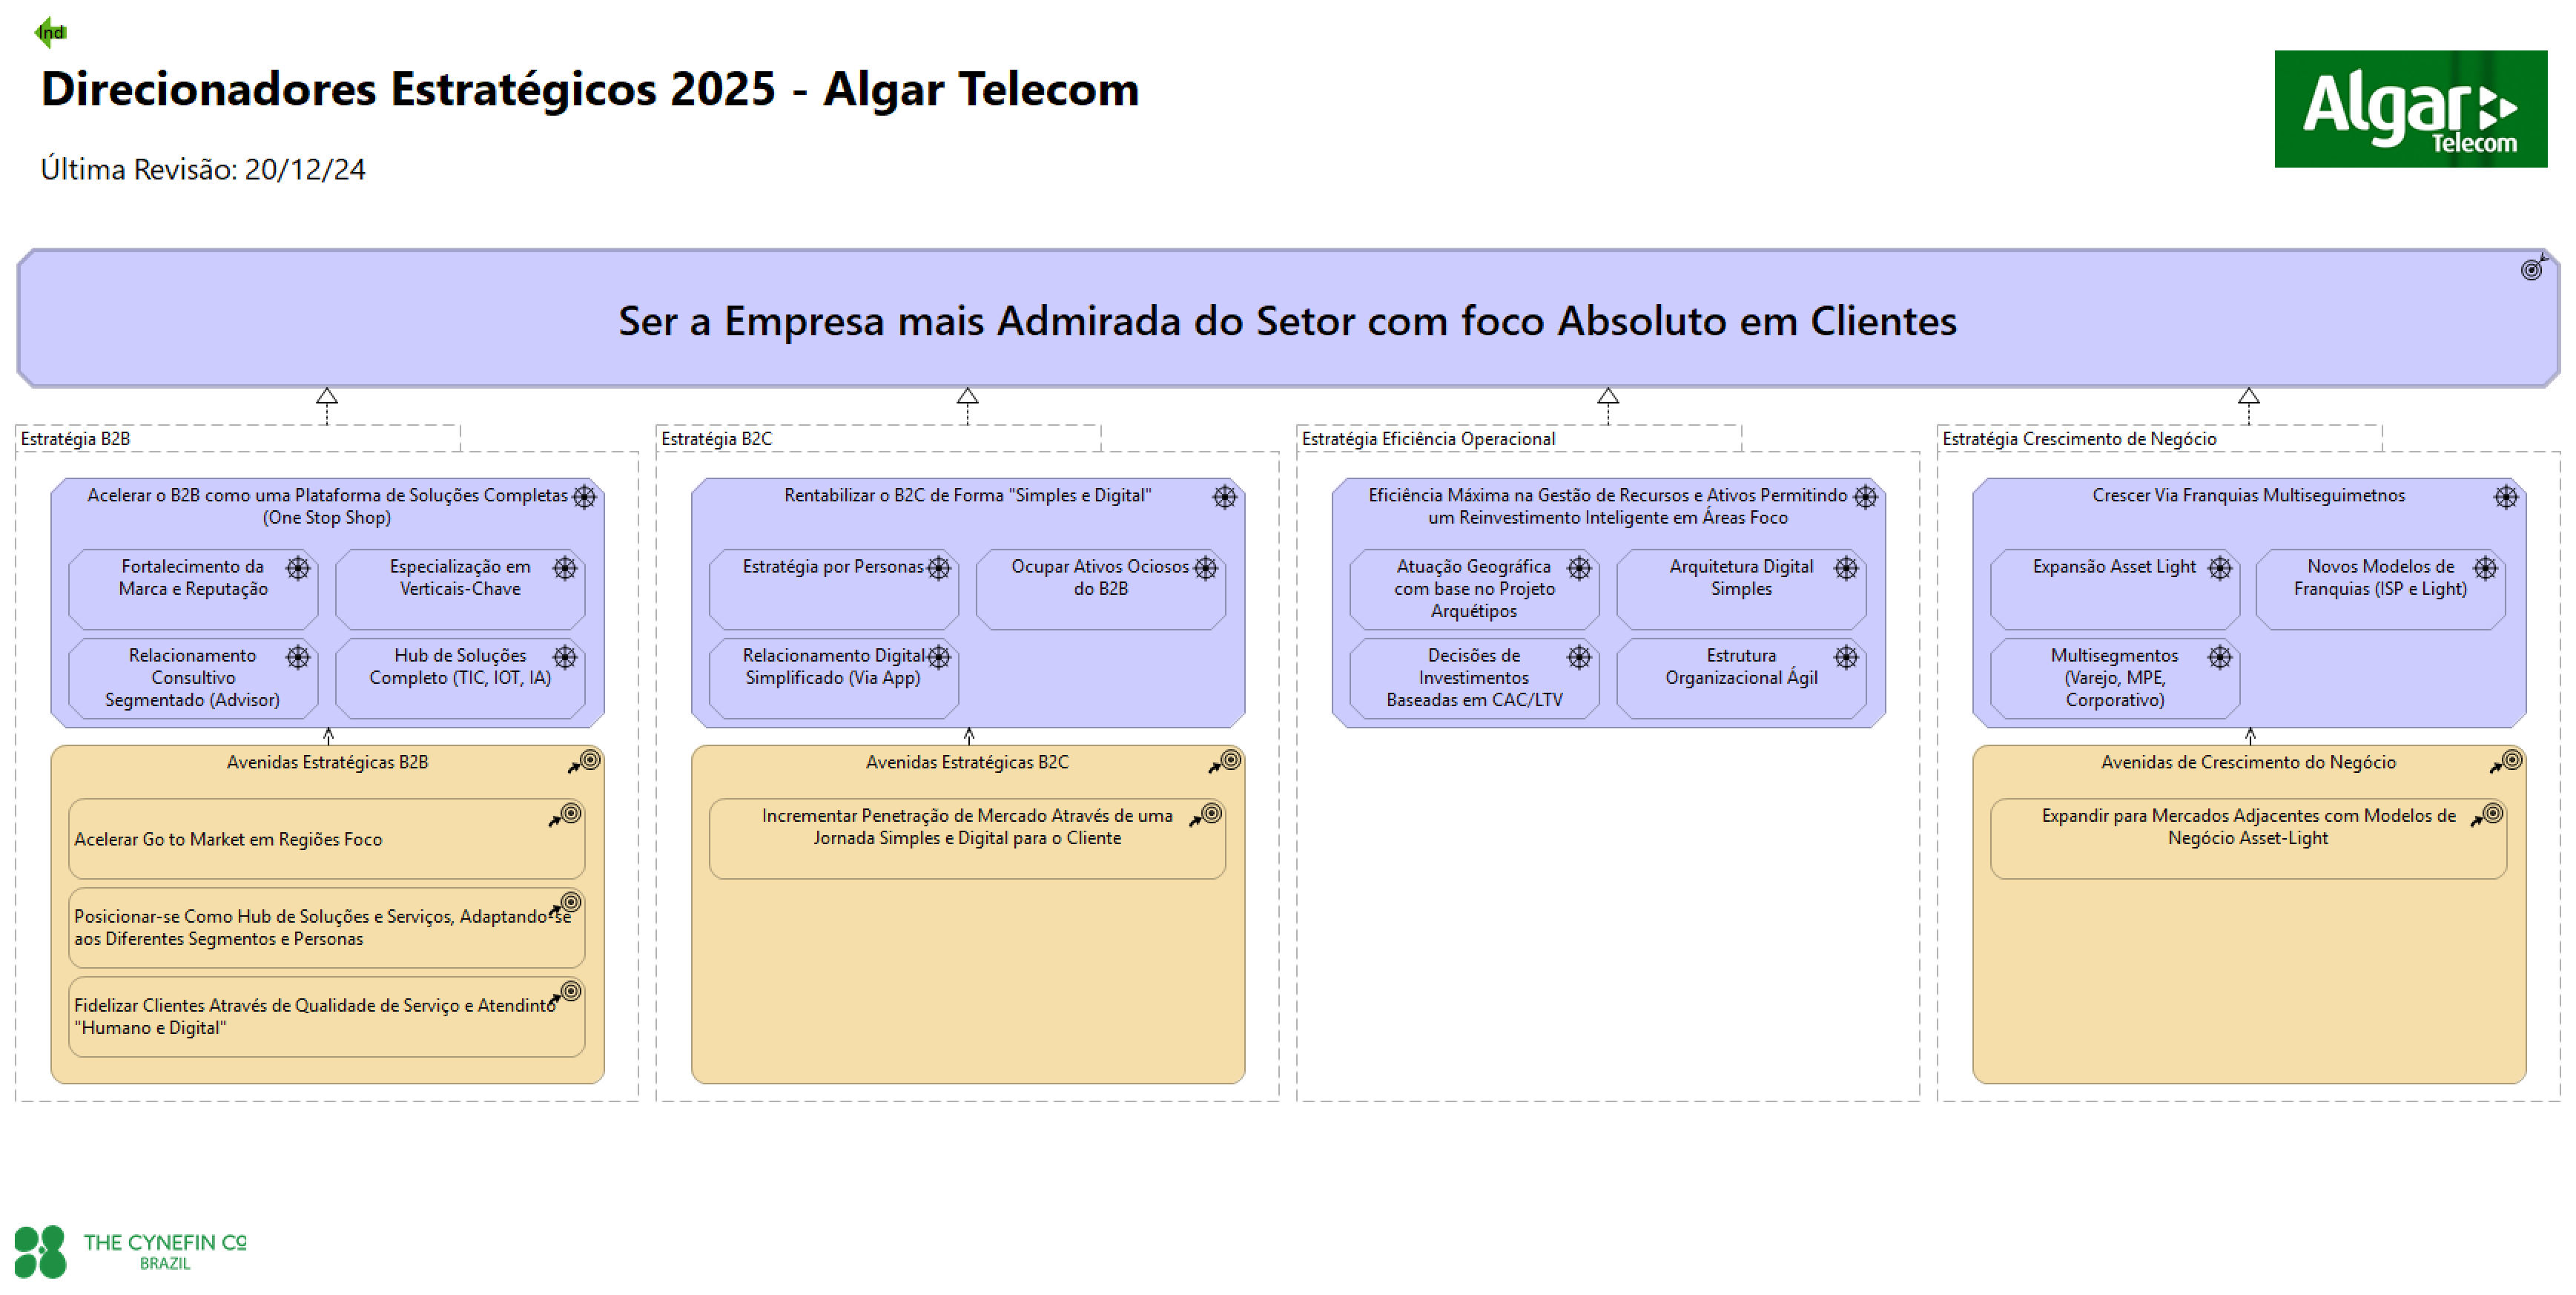 Ind
Direcionadores Estratégicos 2025 - Algar Telecom
Última Revisão: 20/12/24
Algar
Telecom
Ser a Empresa mais Admirada do Setor com foco Absoluto em Clientes
Estratégia B2B
Acelerar o B2B como uma Plataforma de Soluções Completas
(One Stop Shop)
Fortalecimento da
Marca e Reputação
Especialização em
Verticais-Chave
Relacionamento
Consultivo
Segmentado (Advisor)
Hub de Soluções
Completo (TIC, IOT, IA)
Avenidas Estratégicas B2B
Acelerar Go to Market em Regiões Foco
Posicionar-se Como Hub de Soluções e Serviços, Adaptando-se
aos Diferentes Segmentos e Personas
Fidelizar Clientes Através de Qualidade de Serviço e Atendinto
"Humano e Digital"
Estratégia B2C
Rentabilizar o B2C de Forma "Simples e Digital"
Estratégia por Personas
Ocupar Ativos Ociosos
do B2B
Relacionamento Digital
Simplificado (Via App)
Avenidas Estratégicas B2C
Incrementar Penetração de Mercado Através de uma
Jornada Simples e Digital para o Cliente
Estratégia Eficiência Operacional
Eficiência Máxima na Gestão de Recursos e Ativos Permitindo
um Reinvestimento Inteligente em Áreas Foco
Atuação Geográfica
com base no Projeto
Arquétipos
Arquitetura Digital
Simples
Decisões de
Investimentos
Baseadas em CAC/LTV
Estrutura
Organizacional Ágil
Estratégia Crescimento de Negócio
Crescer Via Franquias Multiseguimetnos
Expansão Asset Light
Novos Modelos de
Franquias (ISP e Light)
Multisegmentos
(Varejo, MPE,
Corporativo)
Avenidas de Crescimento do Negócio
Expandir para Mercados Adjacentes com Modelos de
Negócio Asset-Light
THE CYNEFIN Cº
BRAZIL